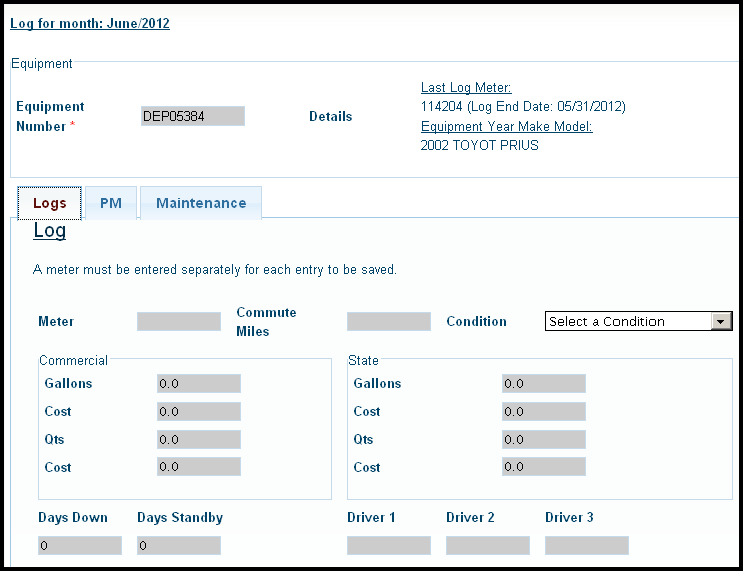 Log for month: June/2012
Equipment
Equipment Number * DEP05384 Details
Last Log Meter:
114204 (Log End Date: 05/31/2012)
Equipment Year Make Model:
2002 TOYOT PRIUS
Logs PM Maintenance
Log
A meter must be entered separately for each entry to be saved.
Meter Commute Miles Condition Select a Condition
Commercial State
Gallons 0.0 Gallons 0.0
Cost 0.0 Cost 0.0
Qts 0.0 Qts 0.0
Cost 0.0 Cost 0.0
Days Down Days Standby Driver 1 Driver 2 Driver 3
0 0